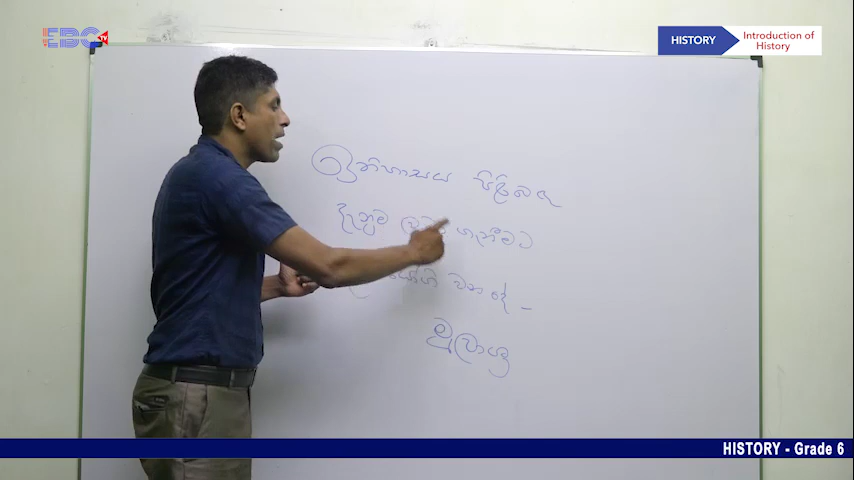 EBC TV
HISTORY
Introduction of
History
ඉතිහාසය පිළිබඳ
දැනුම ගැනීමට
වන දේ -
මූලාශ්‍ර
HISTORY - Grade 6